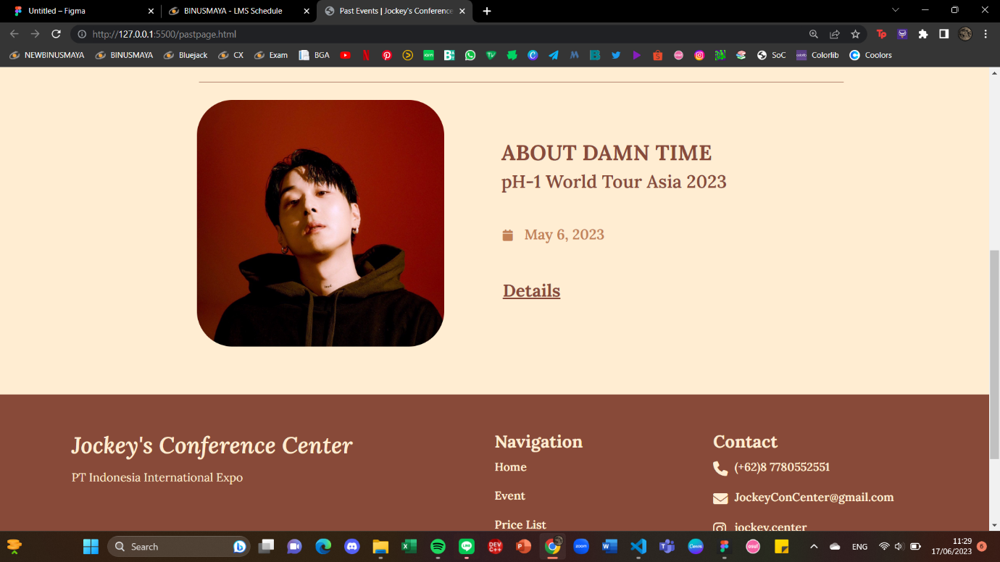 Untitled – Figma
BINUSMAYA - LMS Schedule
Past Events | Jockey's Conference
http://127.0.0.1:5500/pastpage.html
NEWBINUSMAYA BINUSMAYA Bluejack CX Exam BGA SoC Colorlib Coolors
ABOUT DAMN TIME
pH-1 World Tour Asia 2023
May 6, 2023
Details
Jockey's Conference Center
PT Indonesia International Expo
Navigation
Home
Event
Price List
Contact
(+62)8 7780552551
JockeyConCenter@gmail.com
jockey.center
Search
ENG
11:29
17/06/2023
6